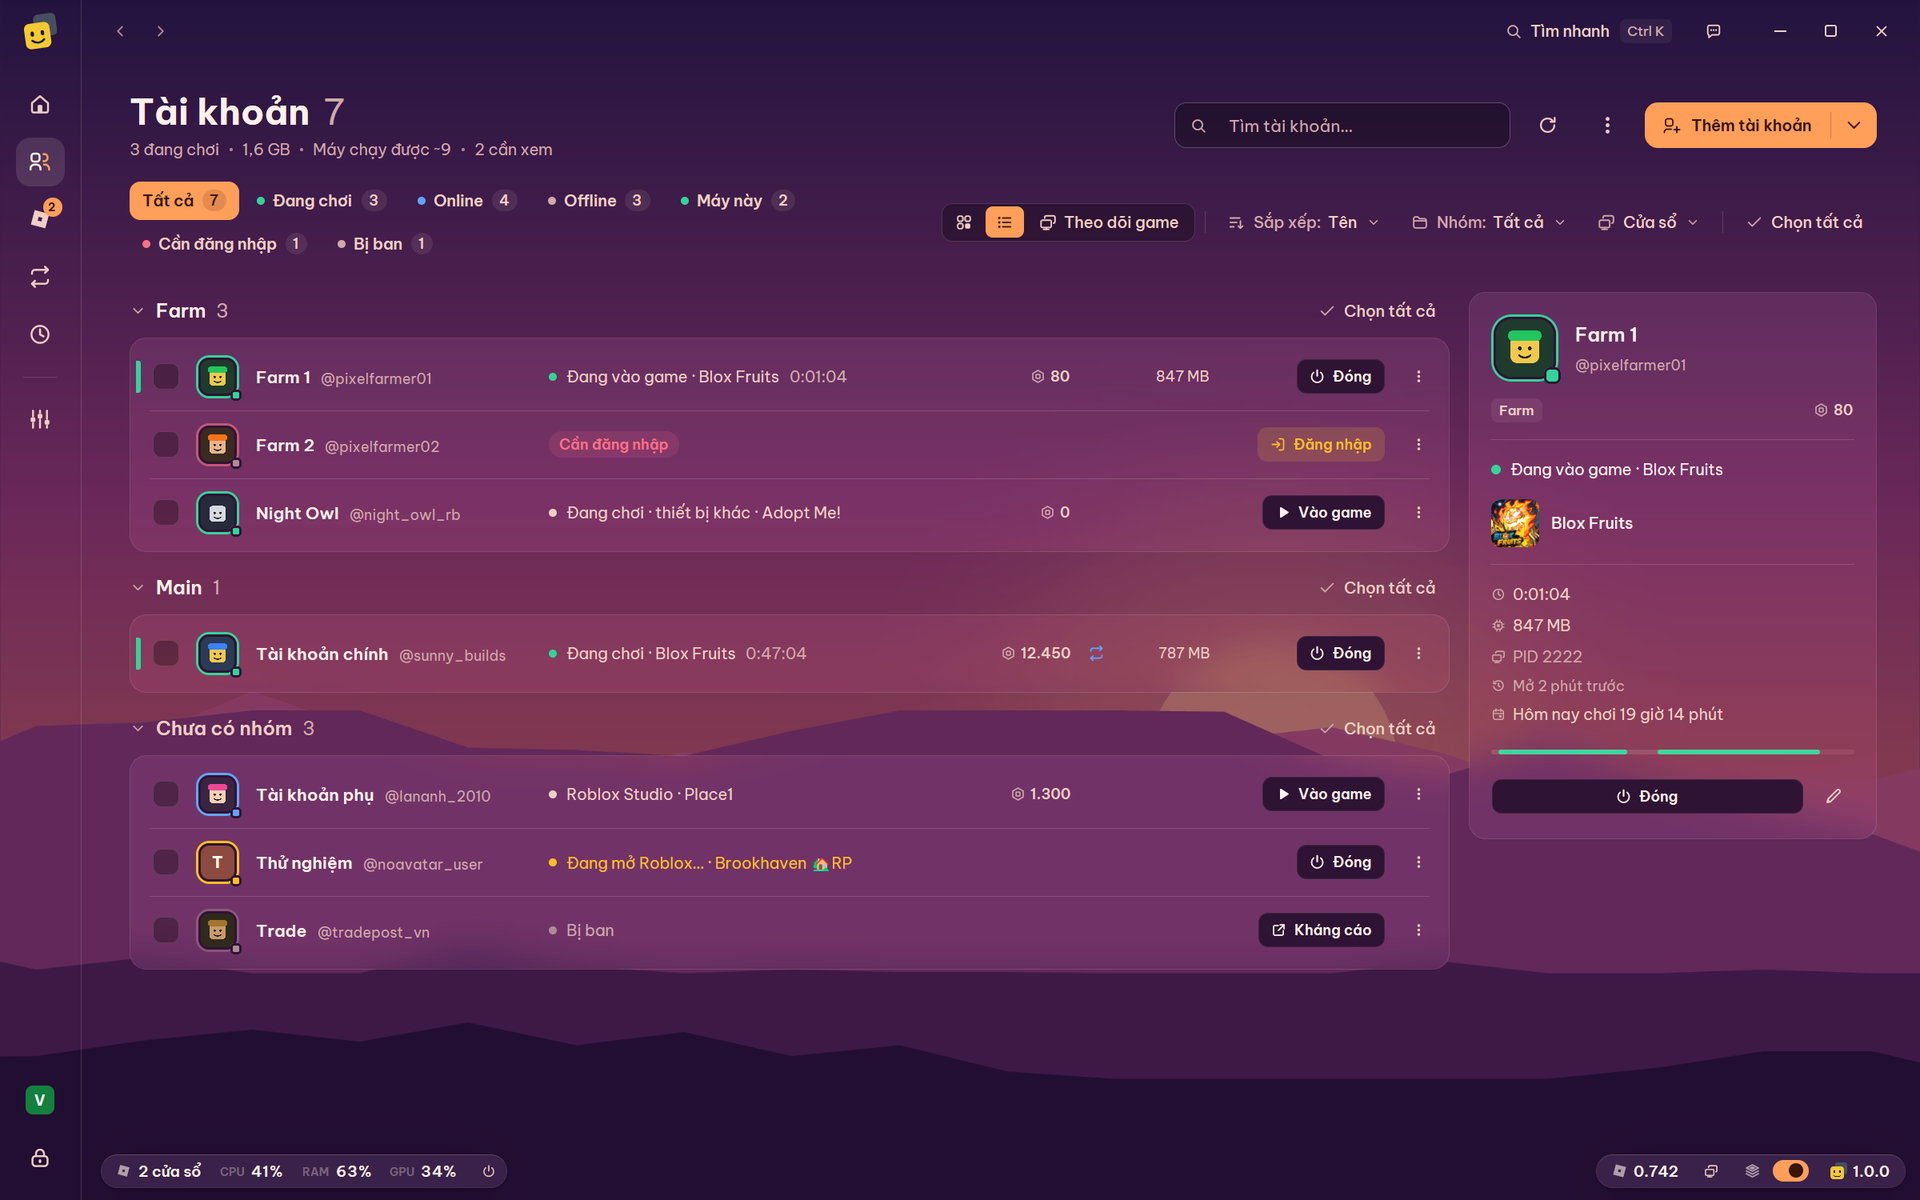 Tìm nhanh Ctrl K
Tài khoản 7
3 đang chơi • 1,6 GB • Máy chạy được ~9 • 2 cần xem
Tìm tài khoản...
Thêm tài khoản
2
Tất cả 7
Đang chơi 3
Online 4
Offline 3
Máy này 2
Cần đăng nhập 1
Bị ban 1
Theo dõi game
Sắp xếp: Tên
Nhóm: Tất cả
Cửa sổ
Chọn tất cả
Farm 3
Chọn tất cả
Farm 1 @pixelfarmer01 Đang vào game · Blox Fruits 0:01:04 80 847 MB Đóng
Farm 2 @pixelfarmer02 Cần đăng nhập Đăng nhập
Night Owl @night_owl_rb Đang chơi · thiết bị khác · Adopt Me! 0 Vào game
Main 1
Chọn tất cả
Tài khoản chính @sunny_builds Đang chơi · Blox Fruits 0:47:04 12.450 787 MB Đóng
Chưa có nhóm 3
Chọn tất cả
Tài khoản phụ @lananh_2010 Roblox Studio · Place1 1.300 Vào game
T Thử nghiệm @noavatar_user Đang mở Roblox... · Brookhaven 🏡RP Đóng
Trade @tradepost_vn Bị ban Kháng cáo
Farm 1
@pixelfarmer01
Farm 80
Đang vào game · Blox Fruits
BLOX FRUITS
Blox Fruits
0:01:04
847 MB
PID 2222
Mở 2 phút trước
Hôm nay chơi 19 giờ 14 phút
Đóng
V
2 cửa sổ CPU 41% RAM 63% GPU 34%
0.742
1.0.0